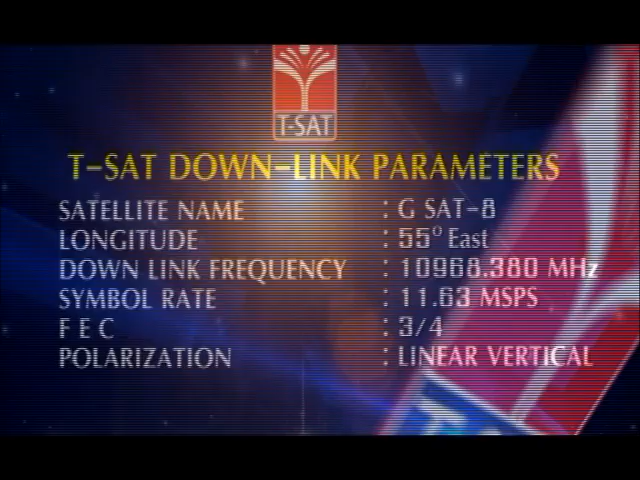 T-SAT
T-SAT DOWN-LINK PARAMETERS
SATELLITE NAME : G SAT-8
LONGITUDE : 55° East
DOWN LINK FREQUENCY : 10968.380 MHz
SYMBOL RATE : 11.63 MSPS
F E C : 3/4
POLARIZATION : LINEAR VERTICAL